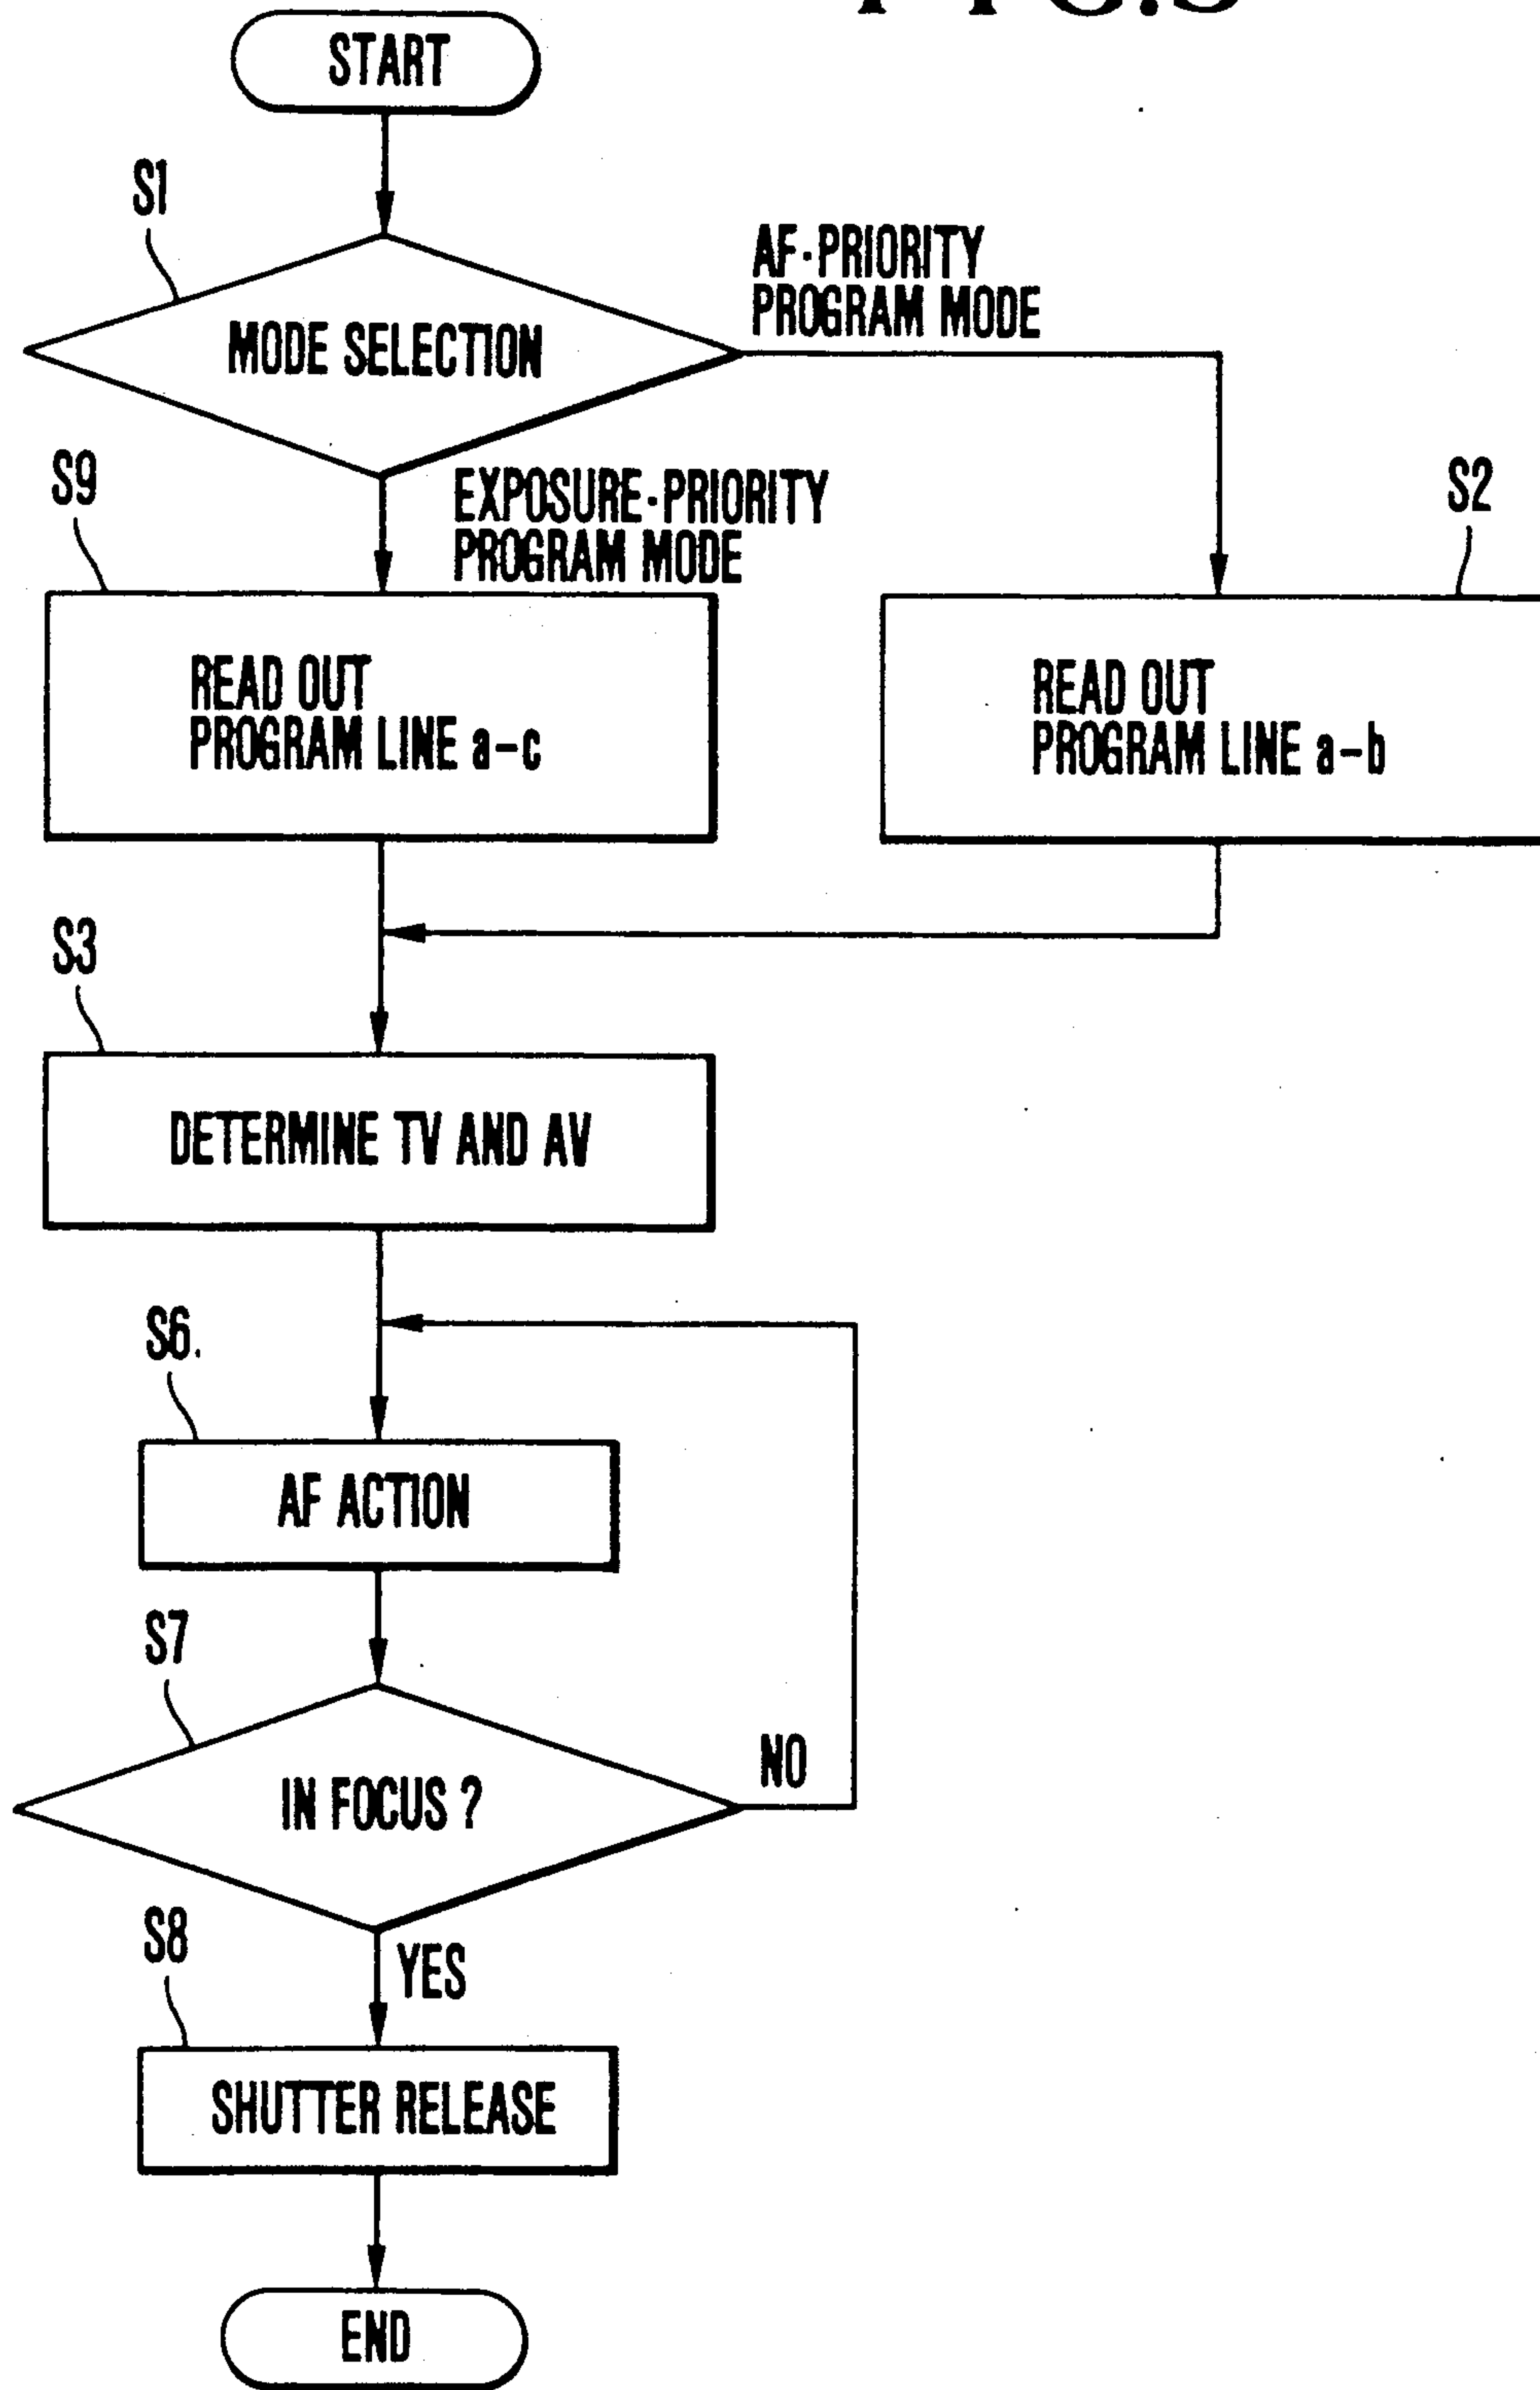 START
S1
AF-PRIORITY
PROGRAM MODE
MODE SELECTION
S9
EXPOSURE-PRIORITY
PROGRAM MODE
S2
READ OUT
PROGRAM LINE a-c
READ OUT
PROGRAM LINE a-b
S3
DETERMINE TV AND AV
S6.
AF ACTION
S7
IN FOCUS ?
NO
S8
YES
SHUTTER RELEASE
END